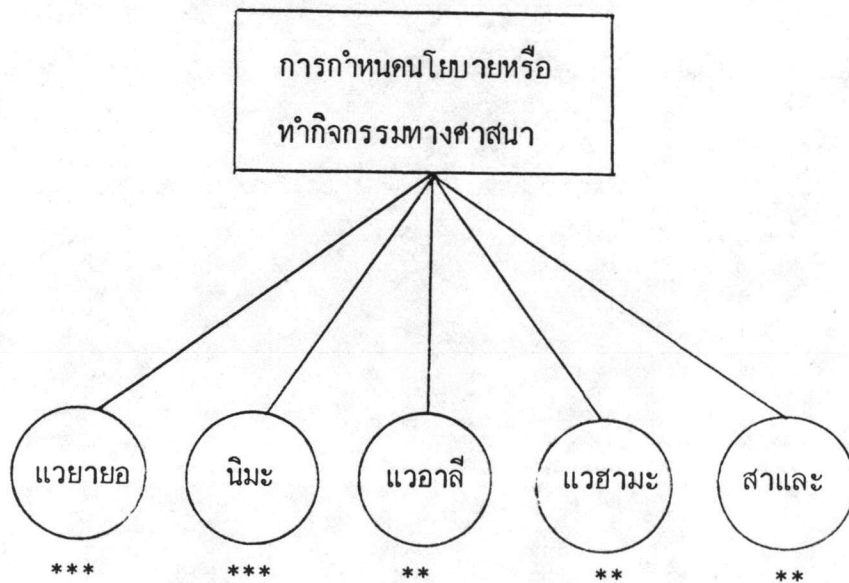 การกำหนดนโยบายหรือ
ทำกิจกรรมทางศาสนา
แวยายอ นิมะ แวอาลี แวฮามะ สาและ
*** *** ** ** **